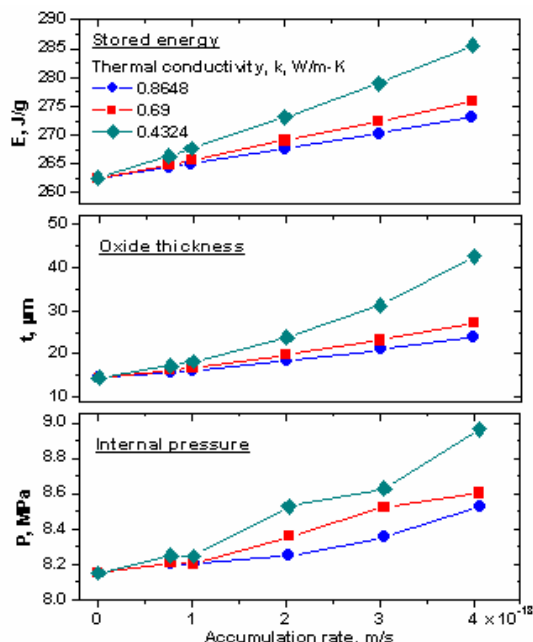 290
285
280
275
270
265
260
E, J/g
Stored energy
Thermal conductivity, k, W/m-K
0.8648
0.69
0.4324
50
40
30
20
10
t, µm
Oxide thickness
9.0
8.8
8.6
8.4
8.2
8.0
P, MPa
Internal pressure
0 1 2 3 4 ×10⁻¹⁸
Accumulation rate, m/s